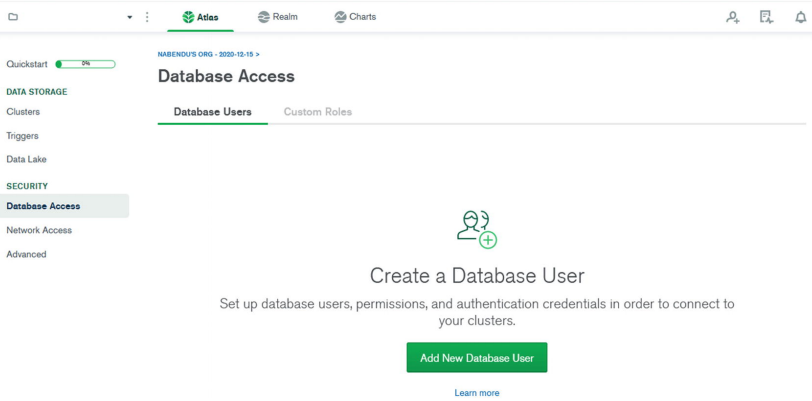 Atlas
Realm
Charts
NABENDU'S ORG - 2020-12-15 >
Database Access
Quickstart 0%
DATA STORAGE
Clusters
Triggers
Data Lake
SECURITY
Database Access
Network Access
Advanced
Database Users
Custom Roles
Create a Database User
Set up database users, permissions, and authentication credentials in order to connect to
your clusters.
Add New Database User
Learn more